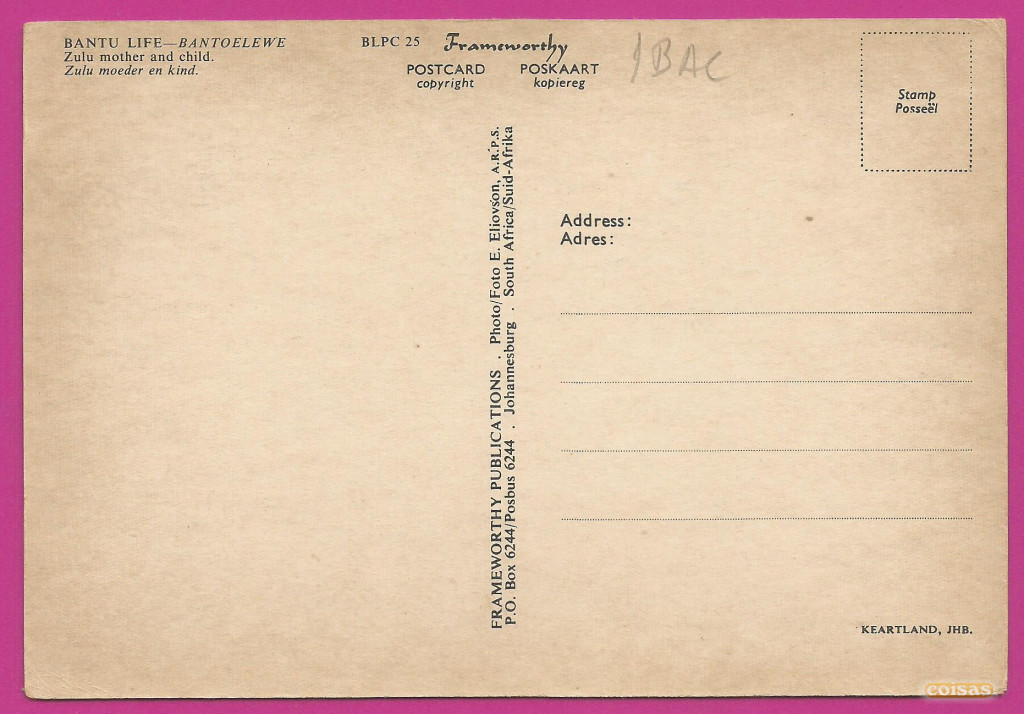 BANTU LIFE—BANTOELEWE
Zulu mother and child.
Zulu moeder en kind.
BLPC 25
Frameworthy
POSTCARD POSKAART
copyright kopiereg
BAC
Stamp
Posseël
FRAMEWORTHY PUBLICATIONS . Photo/Foto E. Eliovson, A.R.P.S.
P.O. Box 6244/Posbus 6244 . Johannesburg . South Africa/Suid-Afrika
Address:
Adres:
KEARTLAND, JHB.
coisas